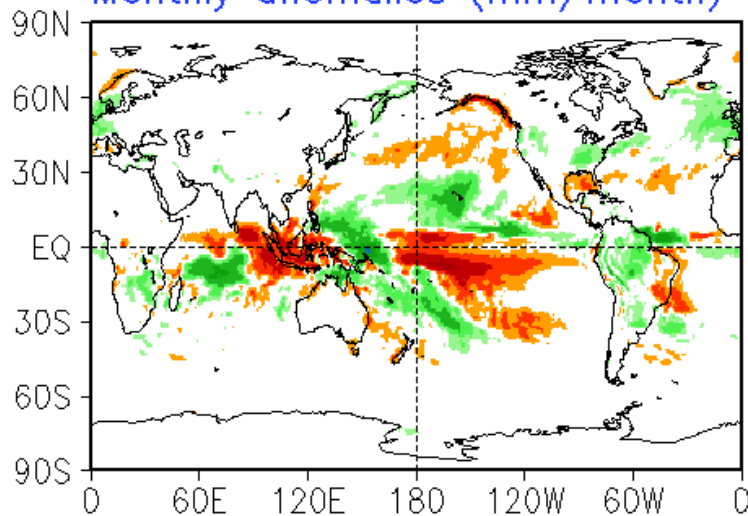 Monthly anomalies (mm/month)
90N
60N
30N
EQ
30S
60S
90S
0 60E 120E 180 120W 60W 0